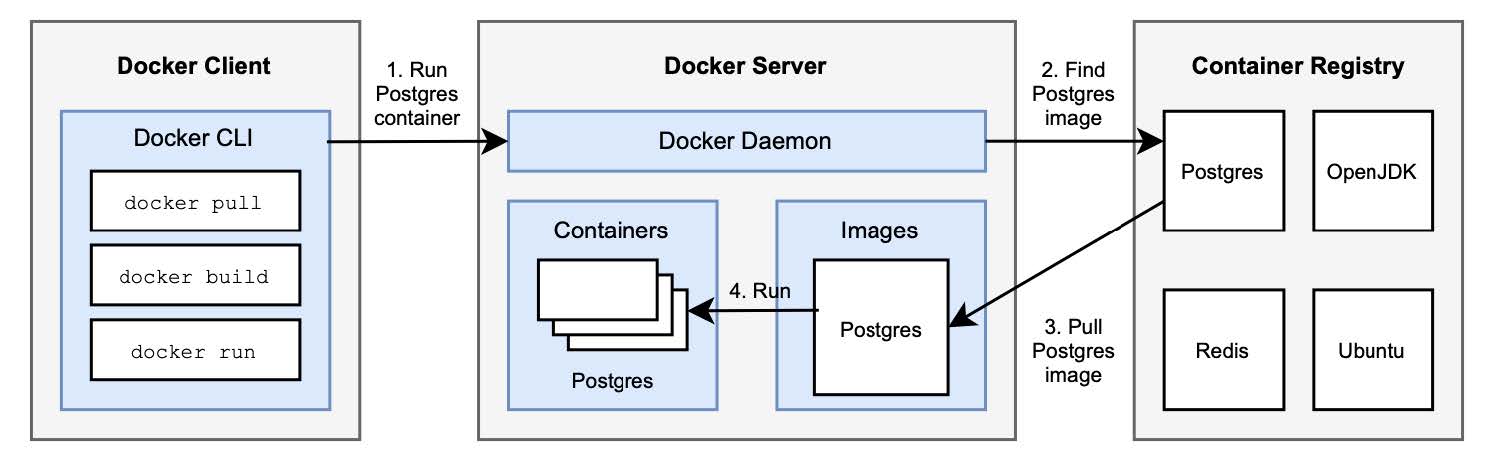 Docker Client
Docker CLI
docker pull
docker build
docker run
1. Run
Postgres
container
Docker Server
Docker Daemon
Containers
Postgres
4. Run
Images
Postgres
2. Find
Postgres
image
3. Pull
Postgres
image
Container Registry
Postgres
OpenJDK
Redis
Ubuntu